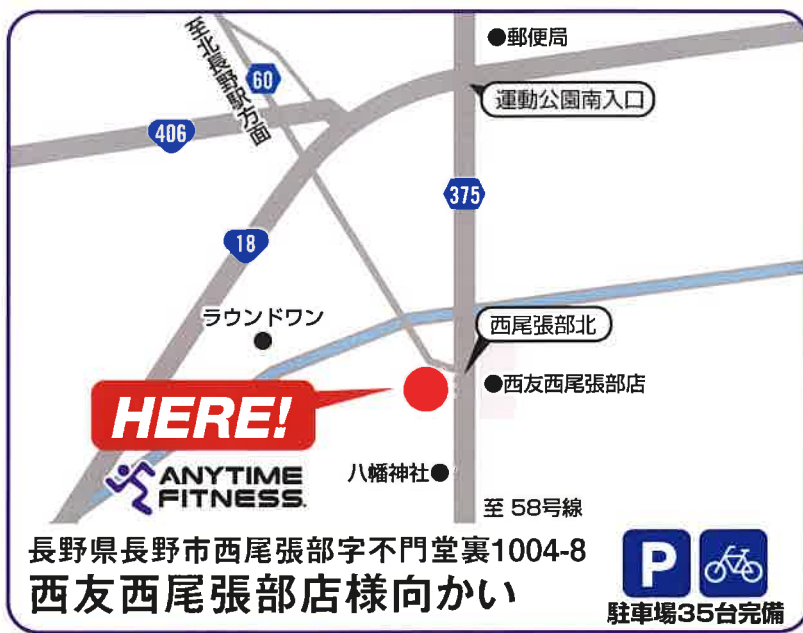 至北長野駅方面
60
●郵便局
運動公園南入口
406
375
18
ラウンドワン
西尾張部北
●西友西尾張部店
HERE!
ANYTIME
FITNESS.
八幡神社●
至 58号線
長野県長野市西尾張部字不門堂裏1004-8
西友西尾張部店様向かい
P
駐車場35台完備